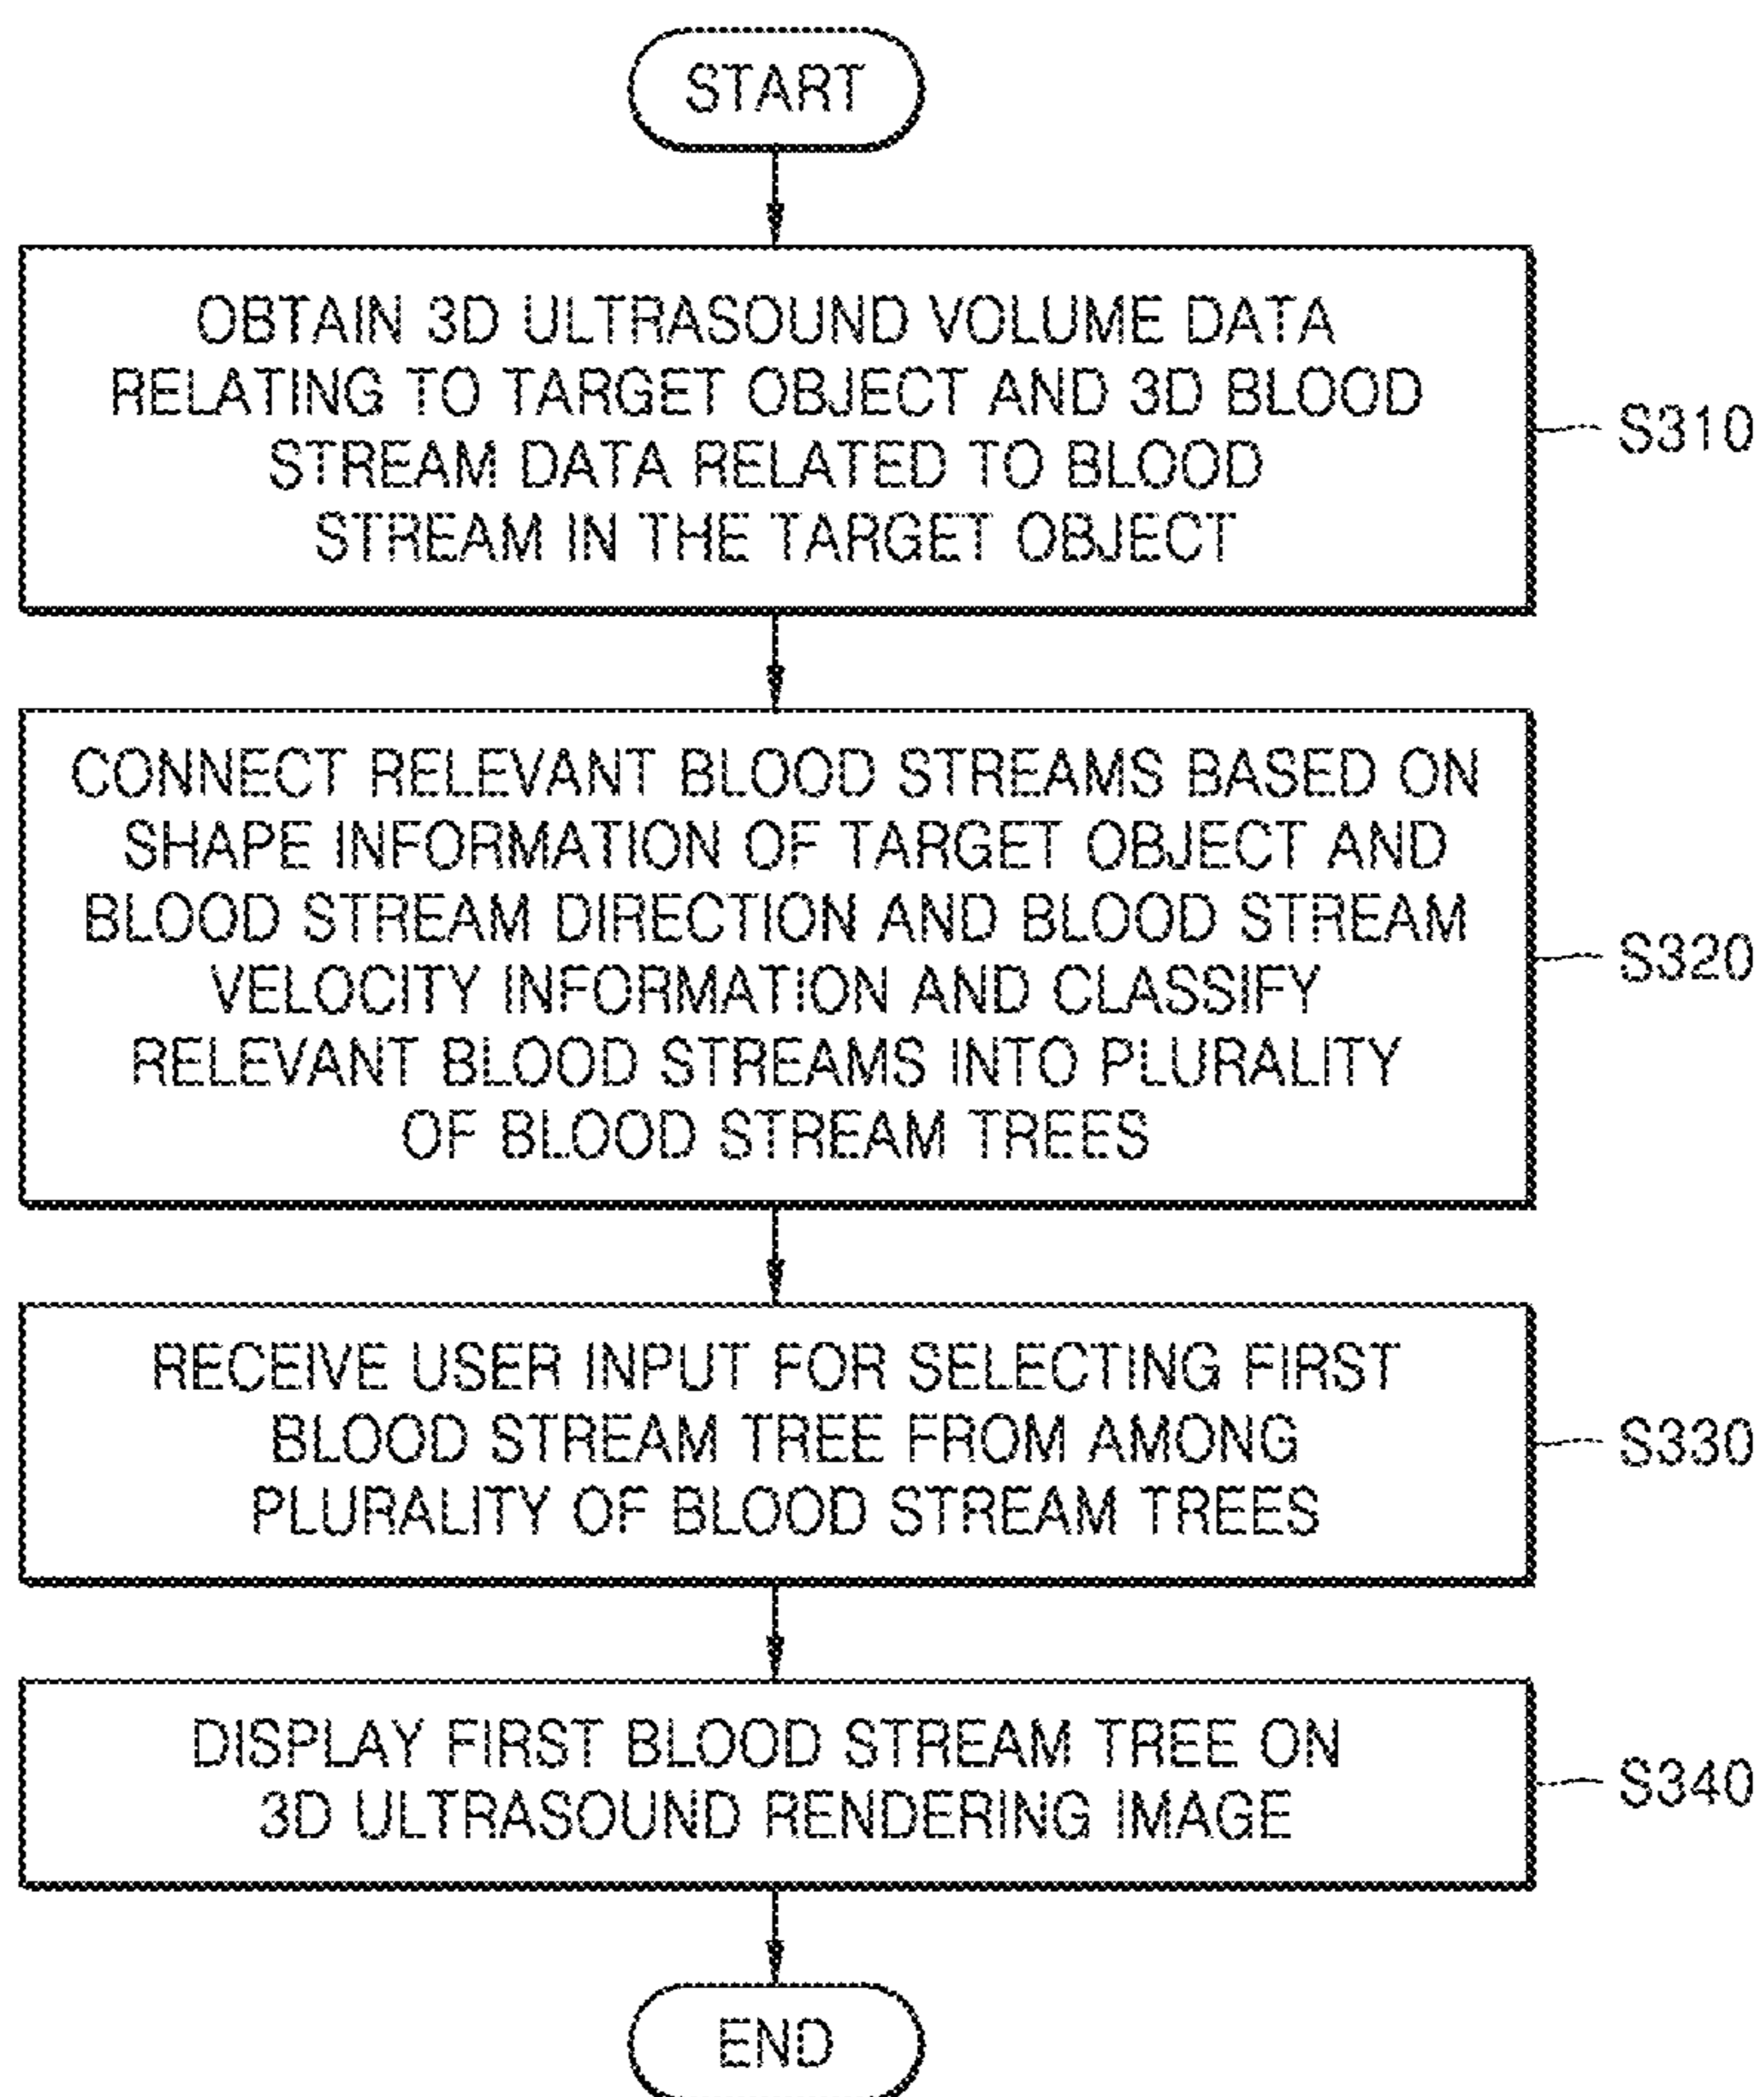 START
OBTAIN 3D ULTRASOUND VOLUME DATA
RELATING TO TARGET OBJECT AND 3D BLOOD
STREAM DATA RELATED TO BLOOD
STREAM IN THE TARGET OBJECT
S310
CONNECT RELEVANT BLOOD STREAMS BASED ON
SHAPE INFORMATION OF TARGET OBJECT AND
BLOOD STREAM DIRECTION AND BLOOD STREAM
VELOCITY INFORMATION AND CLASSIFY
RELEVANT BLOOD STREAMS INTO PLURALITY
OF BLOOD STREAM TREES
S320
RECEIVE USER INPUT FOR SELECTING FIRST
BLOOD STREAM TREE FROM AMONG
PLURALITY OF BLOOD STREAM TREES
S330
DISPLAY FIRST BLOOD STREAM TREE ON
3D ULTRASOUND RENDERING IMAGE
S340
END